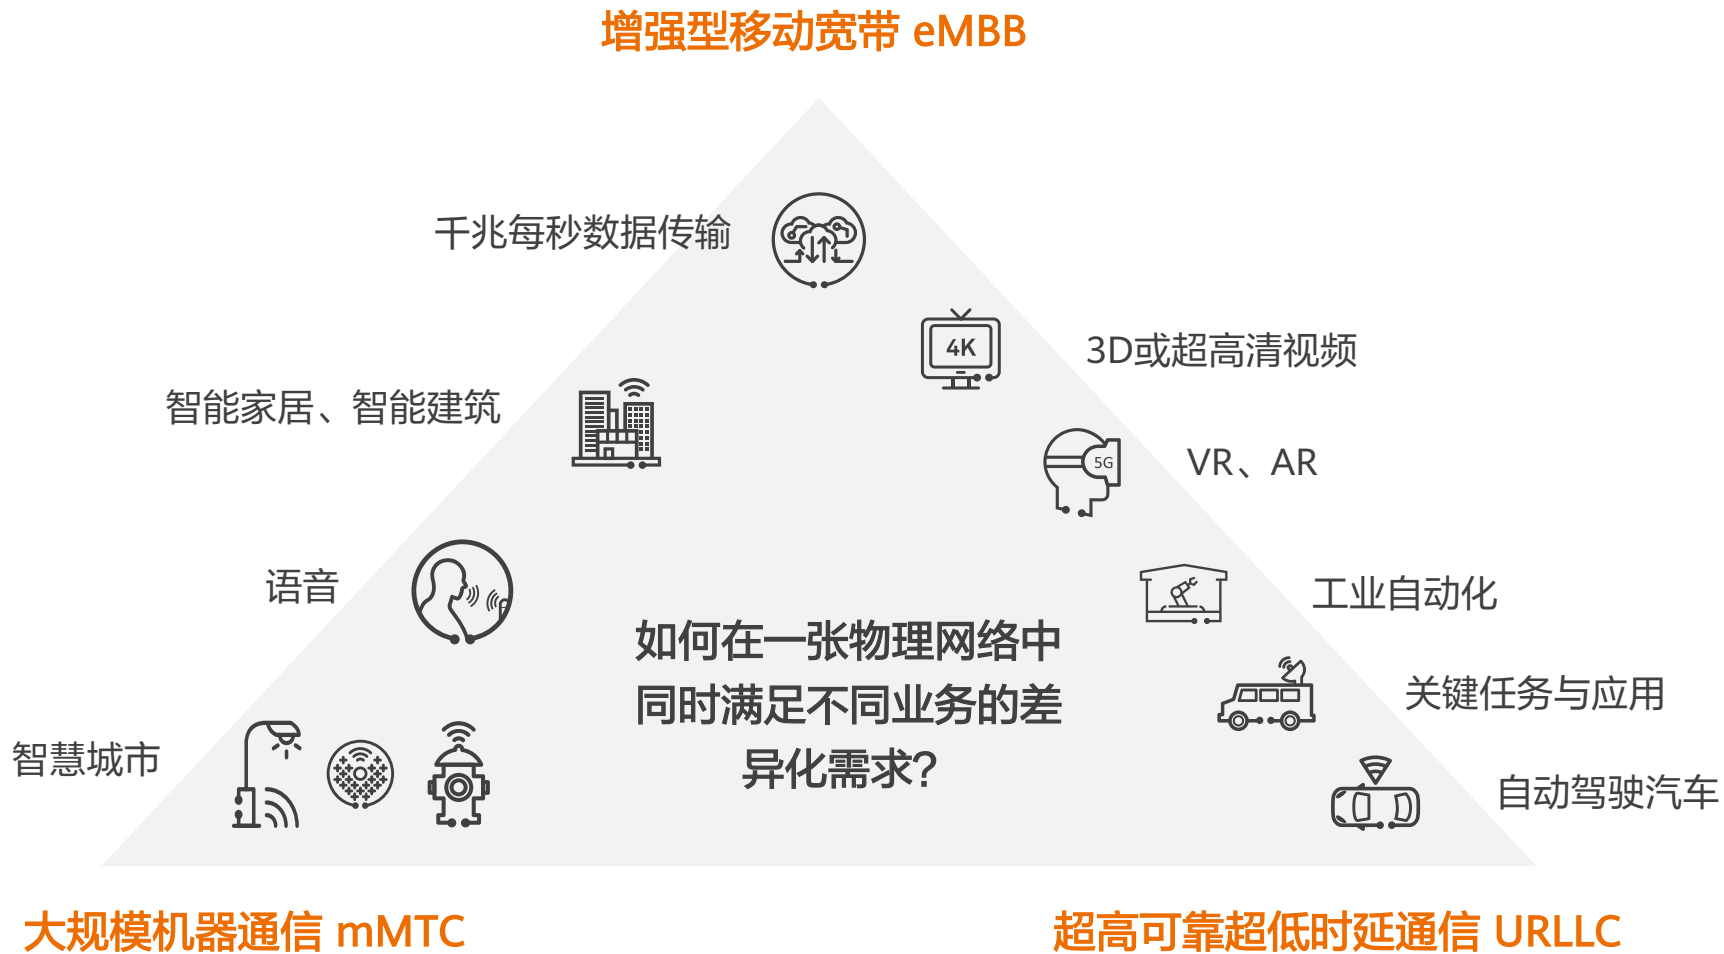 增强型移动宽带 eMBB
千兆每秒数据传输
4K
3D或超高清视频
智能家居、智能建筑
5G
VR、AR
语音
工业自动化
如何在一张物理网络中
同时满足不同业务的差
异化需求?
关键任务与应用
智慧城市
自动驾驶汽车
大规模机器通信 mMTC
超高可靠超低时延通信 URLLC